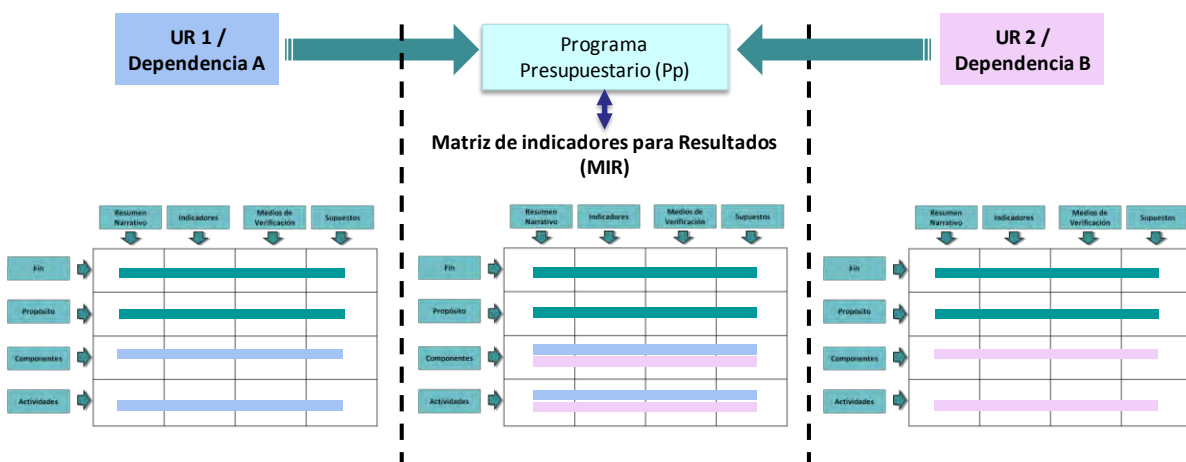 UR 1 /
Dependencia A
Programa
Presupuestario (Pp)
UR 2 /
Dependencia B
Matriz de indicadores para Resultados
(MIR)
Resumen
Narrativo
Indicadores
Medios de
Verificación
Supuestos
Fin
Propósito
Componentes
Actividades
Resumen
Narrativo
Indicadores
Medios de
Verificación
Supuestos
Fin
Propósito
Componentes
Actividades
Resumen
Narrativo
Indicadores
Medios de
Verificación
Supuestos
Fin
Propósito
Componentes
Actividades